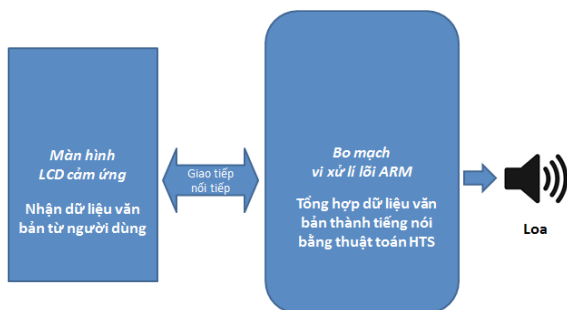 Màn hình
LCD cảm ứng
Nhận dữ liệu văn
bản từ người dùng
Giao tiếp
nối tiếp
Bo mạch
vi xử lí lõi ARM
Tổng hợp dữ liệu văn
bản thành tiếng nói
bằng thuật toán HTS
Loa